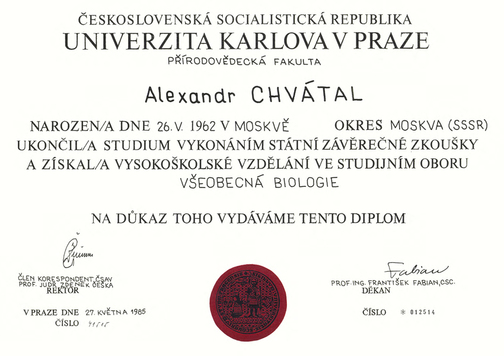 ČESKOSLOVENSKÁ SOCIALISTICKÁ REPUBLIKA
UNIVERZITA KARLOVA V PRAZE
PŘÍRODOVĚDECKÁ FAKULTA
Alexandr CHVÁTAL
NAROZEN/A DNE 26.V. 1962 V MOSKVĚ OKRES MOSKVA (SSSR)
UKONČIL/A STUDIUM VYKONÁNÍM STÁTNÍ ZÁVĚREČNÉ ZKOUŠKY
A ZÍSKAL/A VYSOKOŠKOLSKÉ VZDĚLÁNÍ VE STUDIJNÍM OBORU
VŠEOBECNÁ BIOLOGIE
NA DŮKAZ TOHO VYDÁVÁME TENTO DIPLOM
Fabian
ČLEN KORESPONDENT ČSAV
PROF. JUDR. ZDENĚK ČEŠKA
REKTOR
PROF. ING. FRANTIŠEK FABIAN, CSC.
DĚKAN
V PRAZE DNE 27. KVĚTNA 1985
ČÍSLO
ČÍSLO * 012514